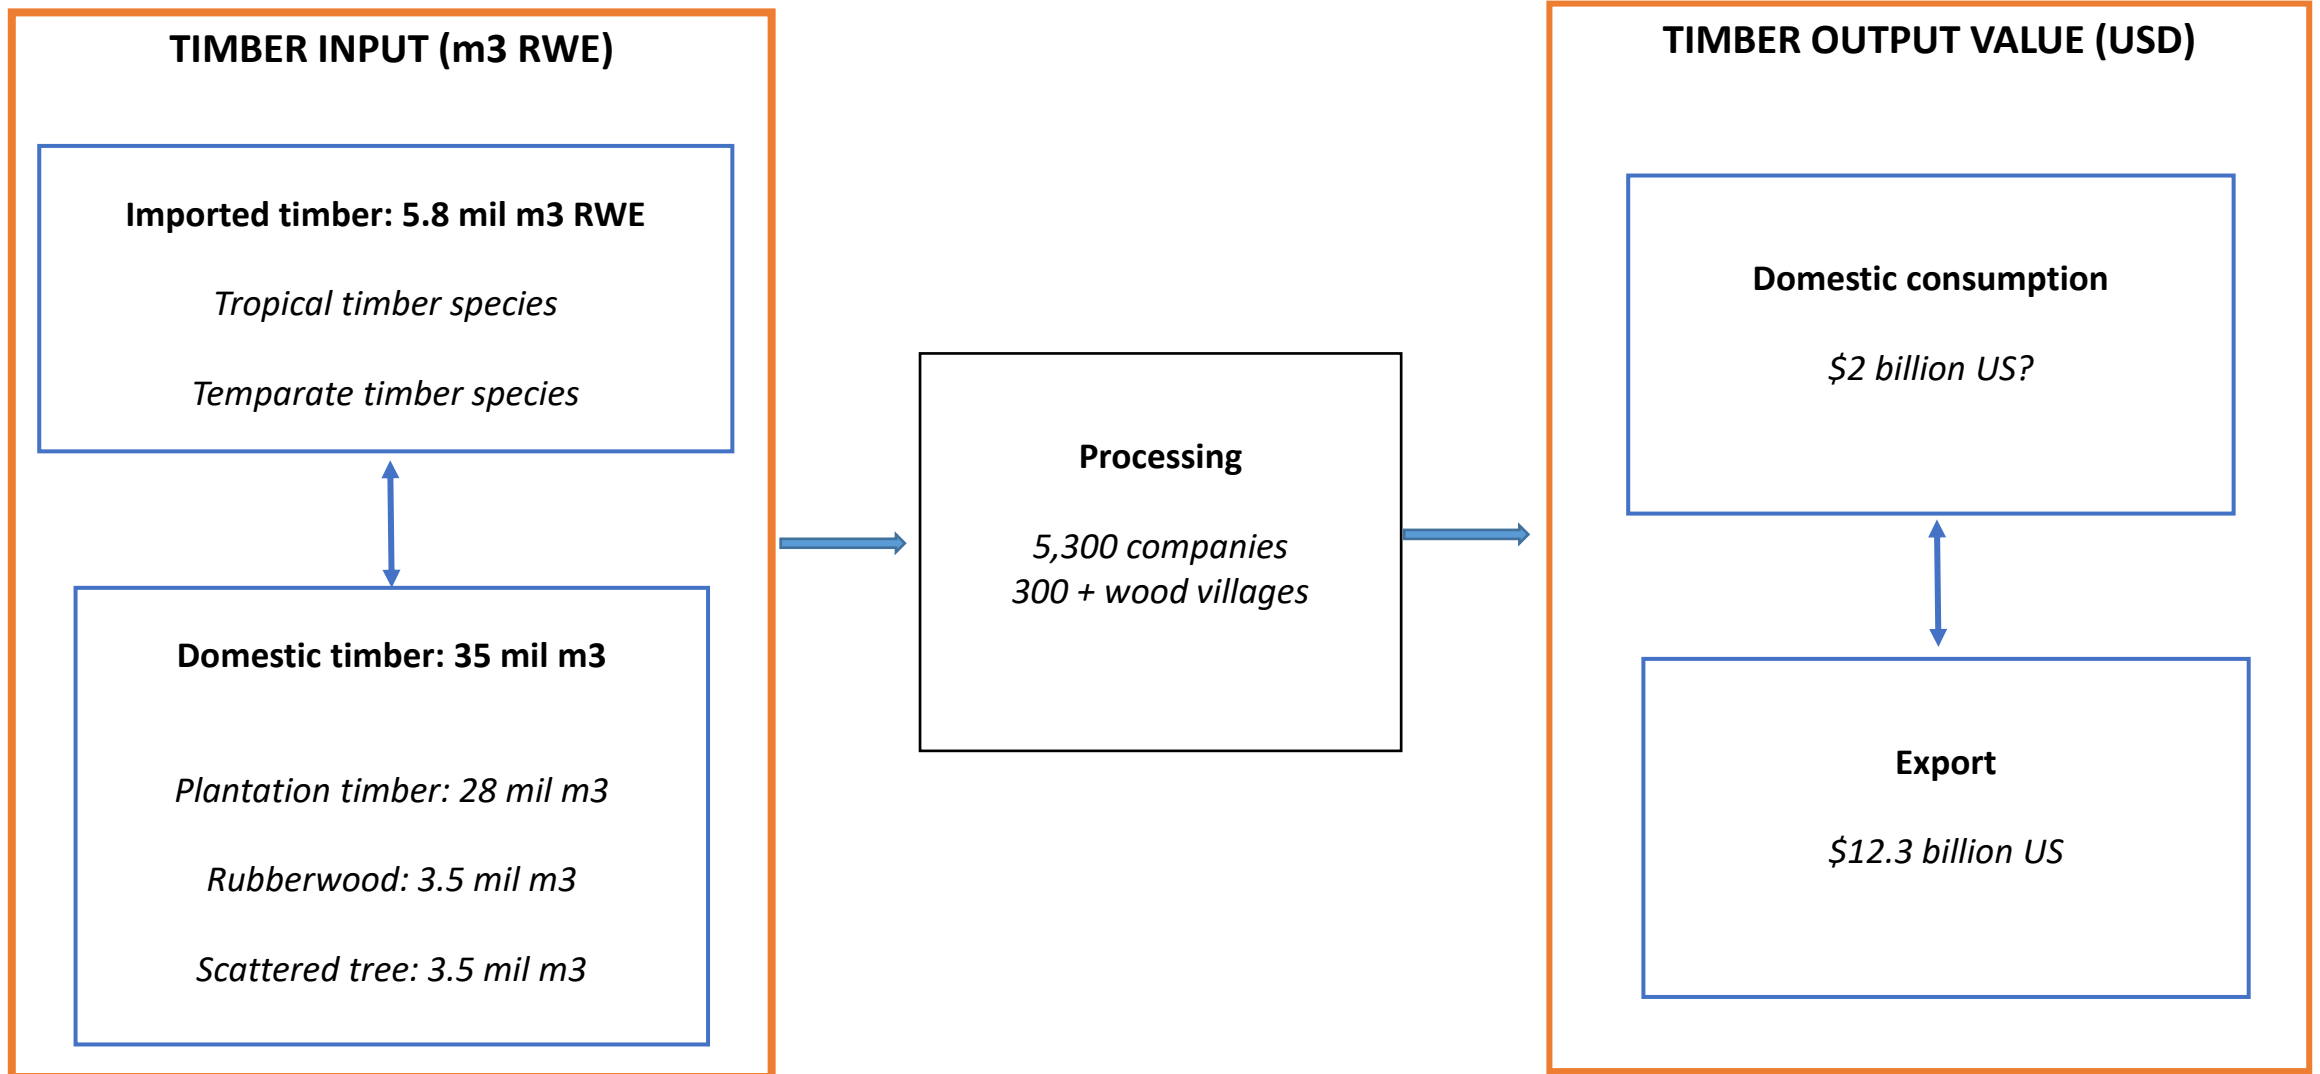 TIMBER INPUT (m3 RWE)
Imported timber: 5.8 mil m3 RWE
Tropical timber species
Temparate timber species
Domestic timber: 35 mil m3
Plantation timber: 28 mil m3
Rubberwood: 3.5 mil m3
Scattered tree: 3.5 mil m3
Processing
5,300 companies
300 + wood villages
TIMBER OUTPUT VALUE (USD)
Domestic consumption
$2 billion US?
Export
$12.3 billion US